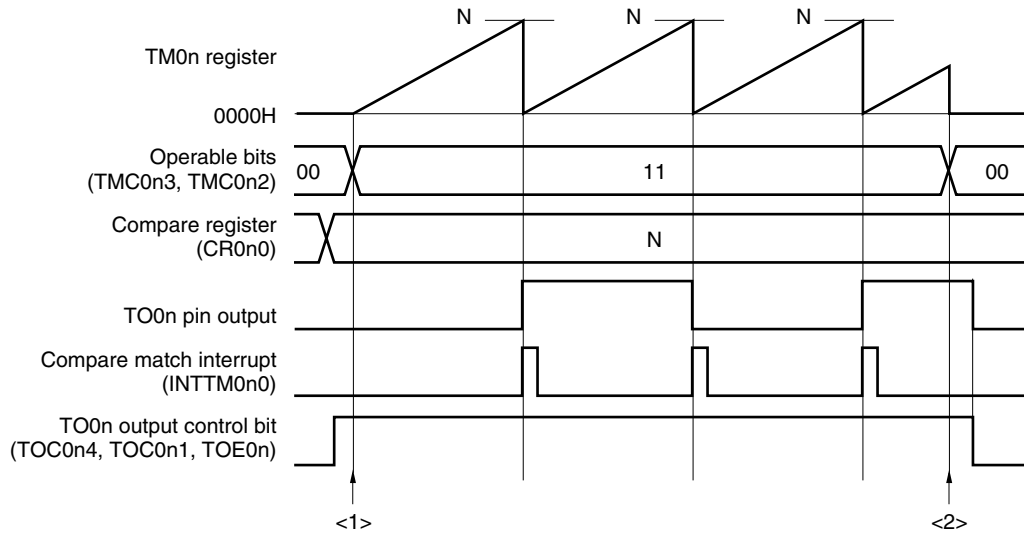 N N N
TM0n register
0000H
Operable bits
(TMC0n3, TMC0n2)
00 11 00
Compare register
(CR0n0)
N
TO0n pin output
Compare match interrupt
(INTTM0n0)
TO0n output control bit
(TOC0n4, TOC0n1, TOE0n)
<1> <2>